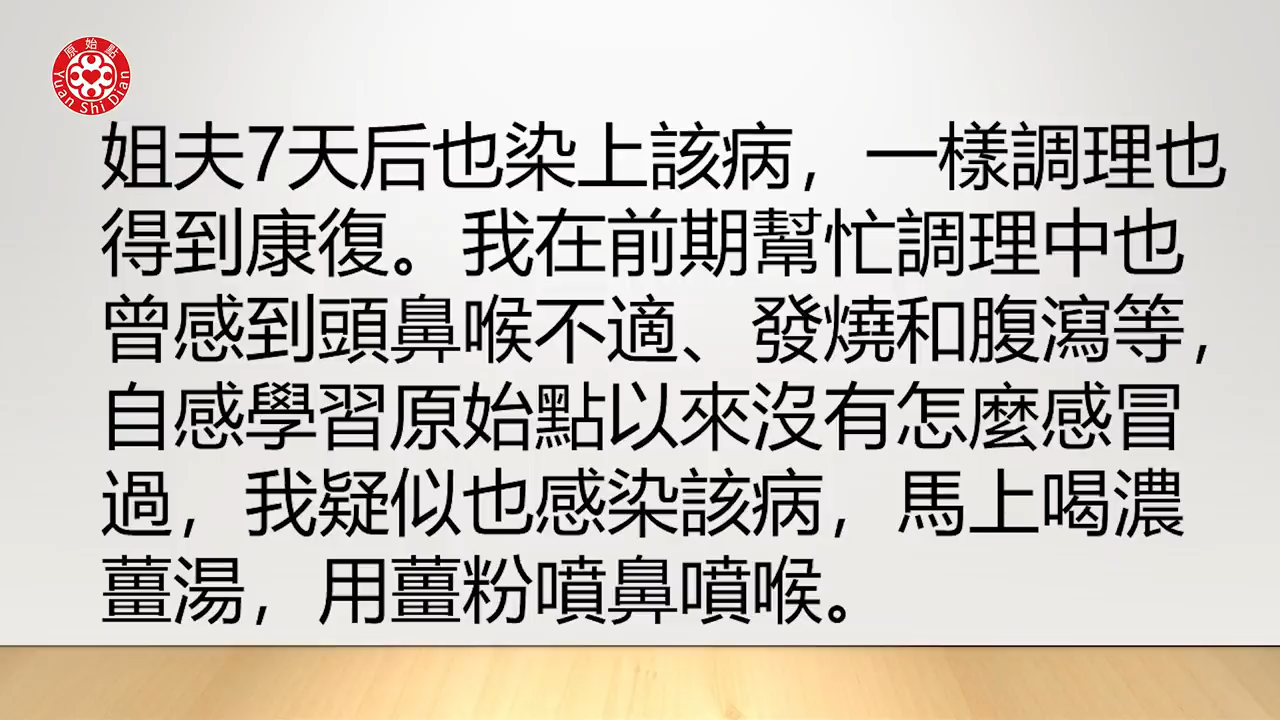 原始點
Yuan Shi Dian
姐夫7天后也染上該病，一樣調理也
得到康復。我在前期幫忙調理中也
曾感到頭鼻喉不適、發燒和腹瀉等，
自感學習原始點以來沒有怎麼感冒
過，我疑似也感染該病，馬上喝濃
薑湯，用薑粉噴鼻噴喉。